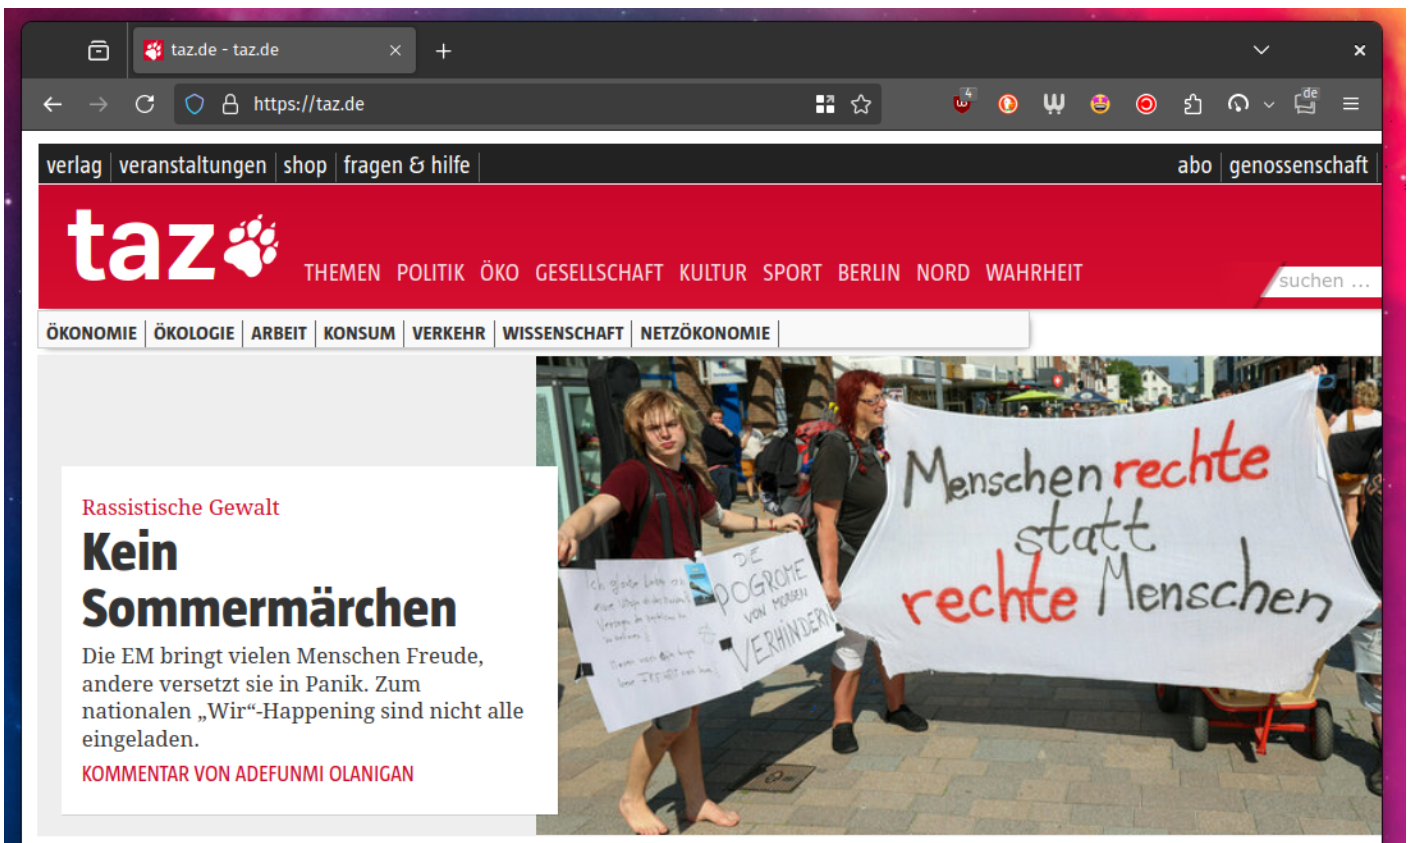 taz.de - taz.de
https://taz.de
4
de
verlag veranstaltungen shop fragen & hilfe abo genossenschaft
taz
THEMEN POLITIK ÖKO GESELLSCHAFT KULTUR SPORT BERLIN NORD WAHRHEIT
suchen ...
ÖKONOMIE ÖKOLOGIE ARBEIT KONSUM VERKEHR WISSENSCHAFT NETZÖKONOMIE
Rassistische Gewalt
Kein
Sommermärchen
Die EM bringt vielen Menschen Freude,
andere versetzt sie in Panik. Zum
nationalen „Wir“-Happening sind nicht alle
eingeladen.
KOMMENTAR VON ADEFUNMI OLANIGAN
Menschen rechte
statt
rechte Menschen
DIE
POGROME
VON MORGEN
VERHINDERN